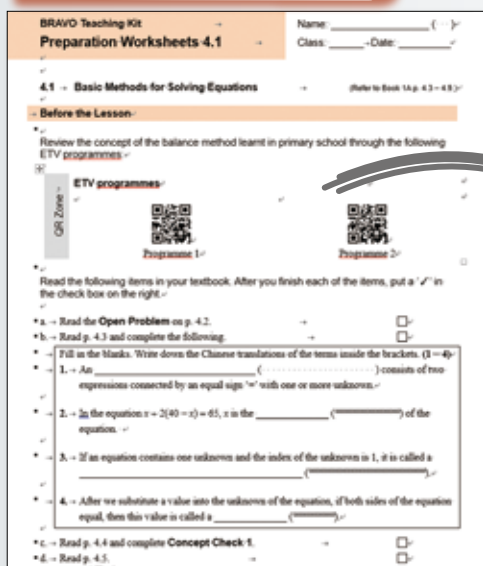 BRAVO Teaching Kit Name: ( )
Preparation Worksheets 4.1 Class: Date:
4.1 Basic Methods for Solving Equations (Refer to Book 1A p. 4.3 – 4.8)
Before the Lesson
Review the concept of the balance method learnt in primary school through the following
ETV programmes
ETV programmes
QR Zone
Programme 1 Programme 2
Read the following items in your textbook. After you finish each of the items, put a '✓' in
the check box on the right.
a. Read the Open Problem on p. 4.2.
b. Read p. 4.3 and complete the following.
Fill in the blanks. Write down the Chinese translations of the terms inside the brackets. (1 – 4)
1. An ____________ ( ) consists of two
expressions connected by an equal sign '=' with one or more unknown.
2. In the equation x – 2(40 – x) = 65, x is the ____________ ( ) of the
equation.
3. If an equation contains one unknown and the index of the unknown is 1, it is called a
____________ ( ).
4. After we substitute a value into the unknown of the equation, if both sides of the equation
equal, then this value is called a ____________ ( ).
c. Read p. 4.4 and complete Concept Check 1.
d. Read p. 4.5.